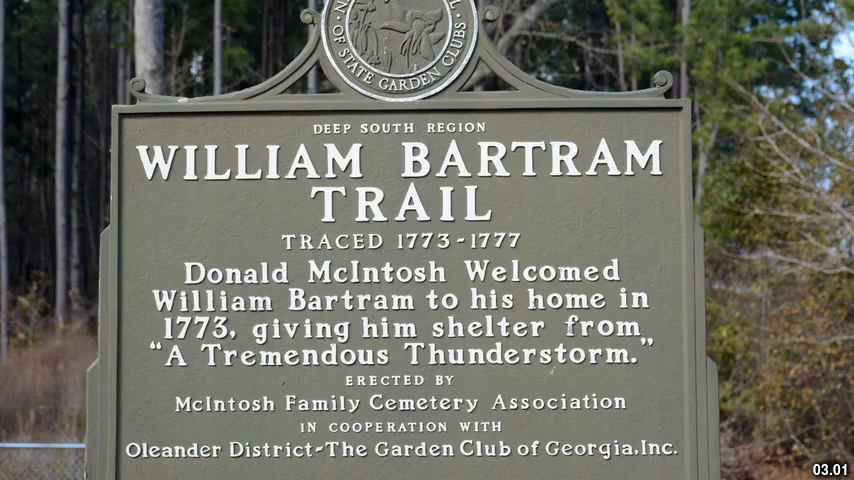 OF STATE GARDEN CLUBS
DEEP SOUTH REGION
WILLIAM BARTRAM
TRAIL
TRACED 1773-1777
Donald McIntosh Welcomed
William Bartram to his home in
1773, giving him shelter from
“A Tremendous Thunderstorm.”
ERECTED BY
McIntosh Family Cemetery Association
IN COOPERATION WITH
Oleander District-The Garden Club of Georgia, Inc.
03.01